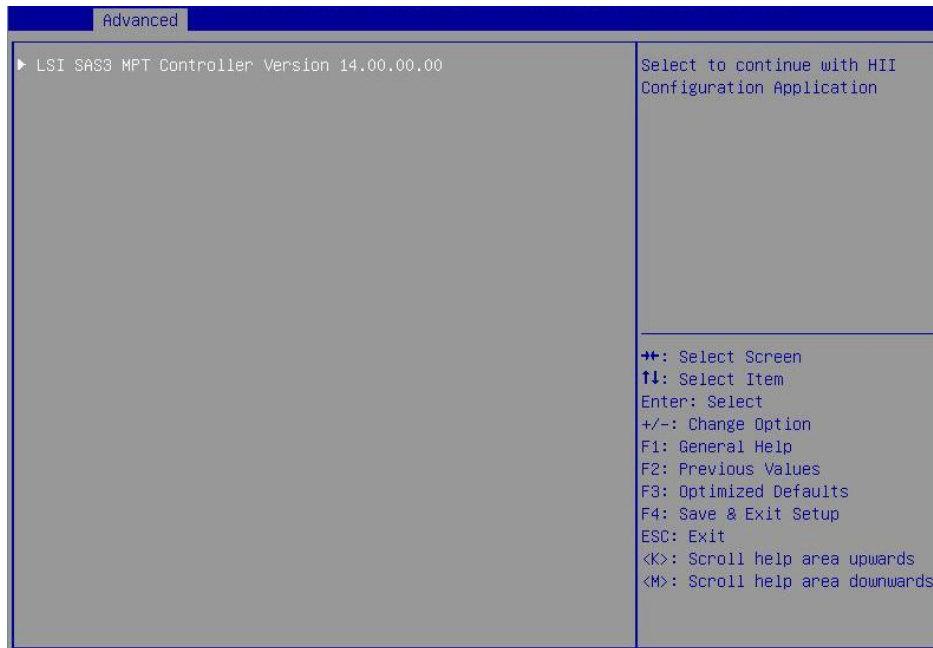 Advanced
▶ LSI SAS3 MPT Controller Version 14.00.00.00
Select to continue with HII
Configuration Application
→←: Select Screen
↑↓: Select Item
Enter: Select
+/-: Change Option
F1: General Help
F2: Previous Values
F3: Optimized Defaults
F4: Save & Exit Setup
ESC: Exit
<K>: Scroll help area upwards
<M>: Scroll help area downwards